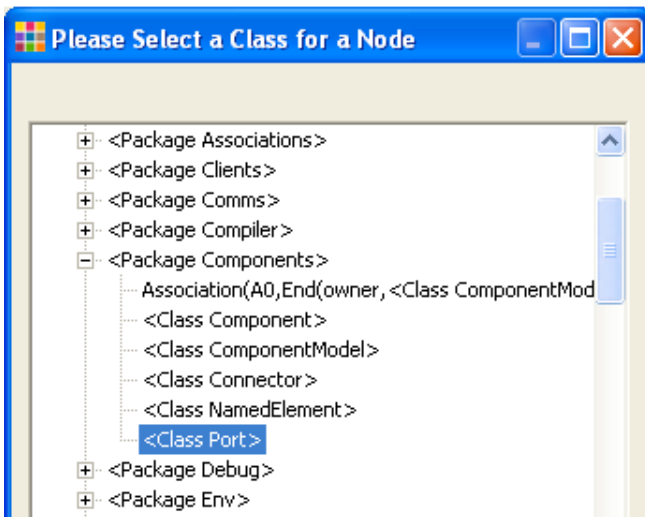 Please Select a Class for a Node
<Package Associations>
<Package Clients>
<Package Comms>
<Package Compiler>
<Package Components>
Association(A0,End(owner,<Class ComponentMod
<Class Component>
<Class ComponentModel>
<Class Connector>
<Class NamedElement>
<Class Port>
<Package Debug>
<Package Env>